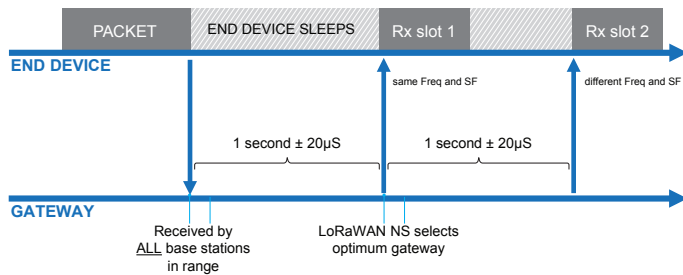 PACKET
END DEVICE SLEEPS
Rx slot 1
Rx slot 2
END DEVICE
same Freq and SF
different Freq and SF
1 second ± 20µS
1 second ± 20µS
GATEWAY
Received by
ALL base stations
in range
LoRaWAN NS selects
optimum gateway